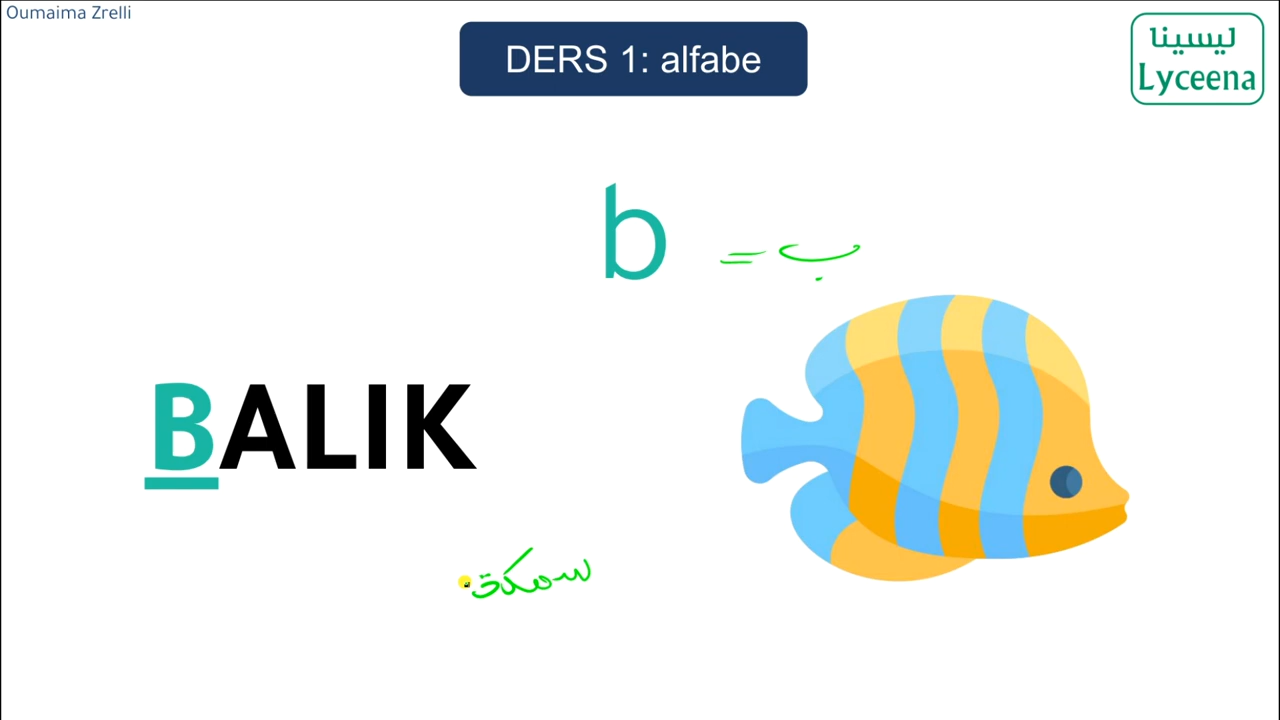 Oumaima Zrelli
DERS 1: alfabe
ليسينا
Lyceena
b = ب
BALIK
سمكة